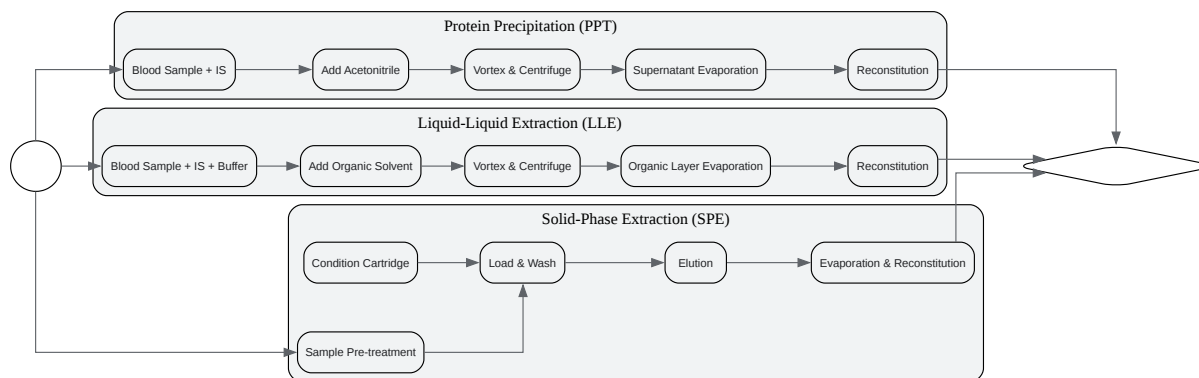 Protein Precipitation (PPT)
Blood Sample + IS
Add Acetonitrile
Vortex & Centrifuge
Supernatant Evaporation
Reconstitution
Liquid-Liquid Extraction (LLE)
Blood Sample + IS + Buffer
Add Organic Solvent
Vortex & Centrifuge
Organic Layer Evaporation
Reconstitution
Solid-Phase Extraction (SPE)
Condition Cartridge
Load & Wash
Elution
Evaporation & Reconstitution
Sample Pre-treatment